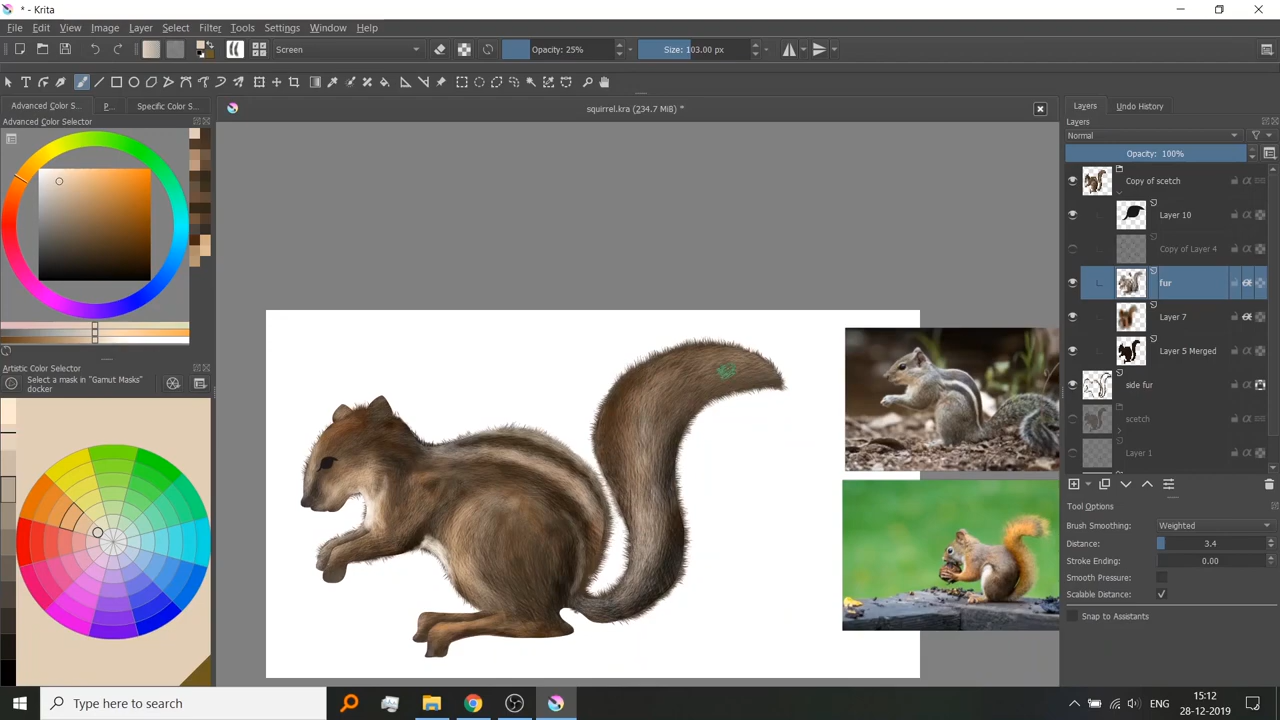 * - Krita
File Edit View Image Layer Select Filter Tools Settings Window Help
Screen Opacity: 25% Size: 103.00 px
Advanced Color S... P... Specific Color S...
squirrel.kra (234.7 MiB) *
Layers Undo History
Advanced Color Selector
Layers
Normal
Opacity: 100%
Copy of scetch
Layer 10
Copy of Layer 4
fur
Layer 7
Layer 5 Merged
side fur
scetch
Layer 1
Artistic Color Selector
Select a mask in "Gamut Masks"
docker
Tool Options
Brush Smoothing: Weighted
Distance: 3.4
Stroke Ending: 0.00
Smooth Pressure:
Scalable Distance:
Snap to Assistants
Type here to search
ENG
15:12
28-12-2019